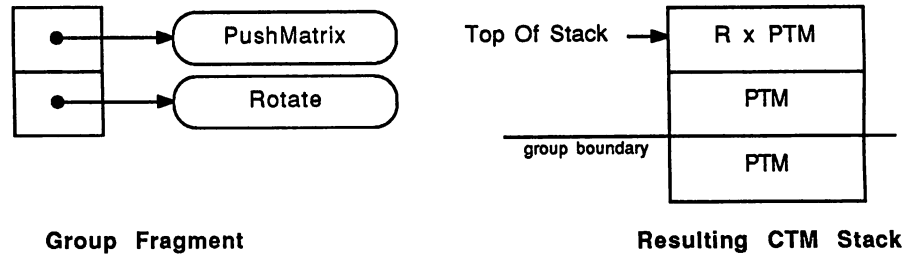 PushMatrix
Rotate
Group Fragment
Top Of Stack
R x PTM
PTM
group boundary
PTM
Resulting CTM Stack